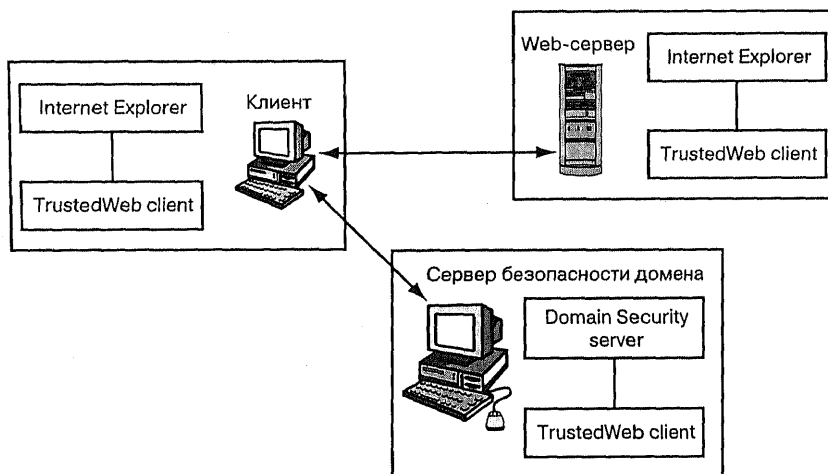 Internet Explorer
TrustedWeb client
Клиент
Web-сервер
Internet Explorer
TrustedWeb client
Сервер безопасности домена
Domain Security
server
TrustedWeb client